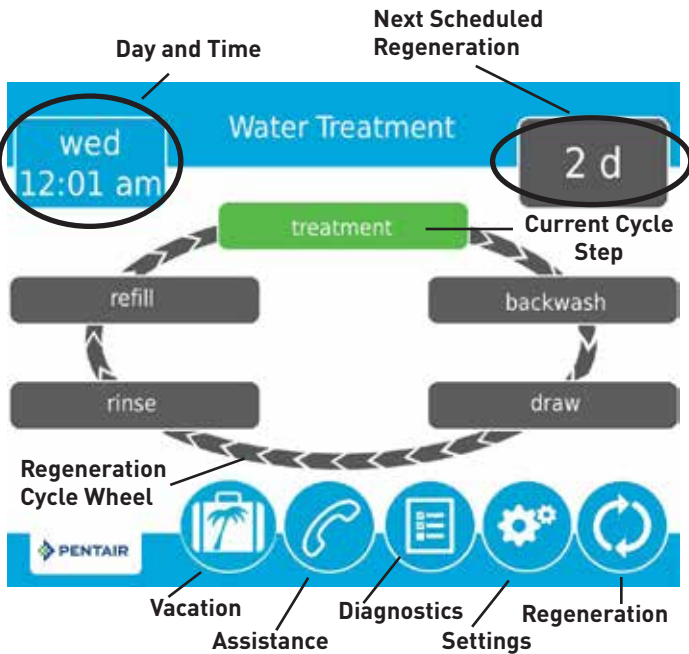 Day and Time
Next Scheduled
Regeneration
wed
12:01 am
Water Treatment
2 d
treatment
Current Cycle
Step
refill
backwash
rinse
draw
Regeneration
Cycle Wheel
PENTAIR
Vacation
Assistance
Diagnostics
Settings
Regeneration